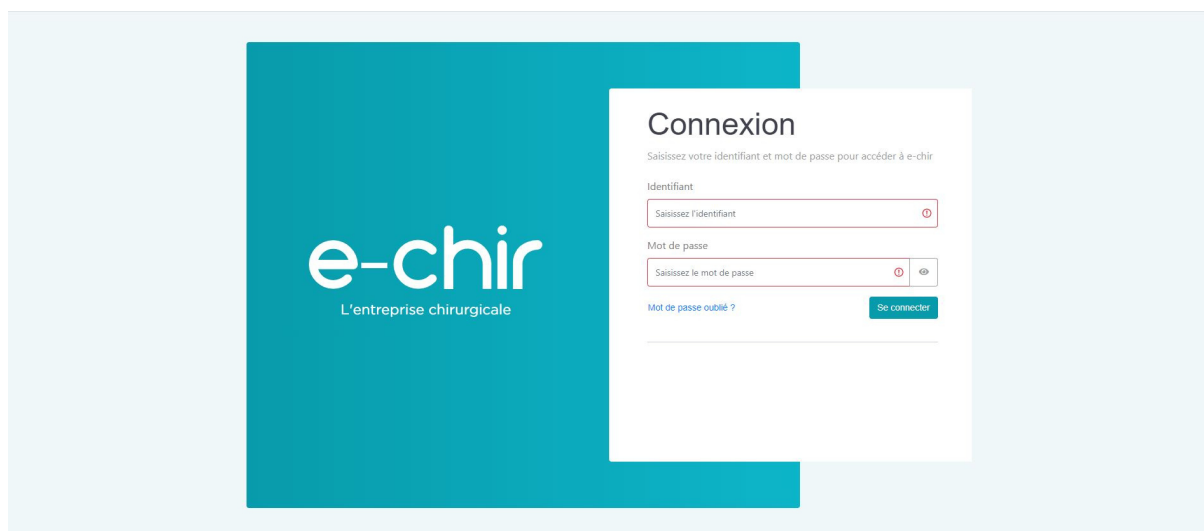 e-chir
L'entreprise chirurgicale
Connexion
Saisissez votre identifiant et mot de passe pour accéder à e-chir
Identifiant
Saisissez l'identifiant
Mot de passe
Saisissez le mot de passe
Mot de passe oublié ?
Se connecter